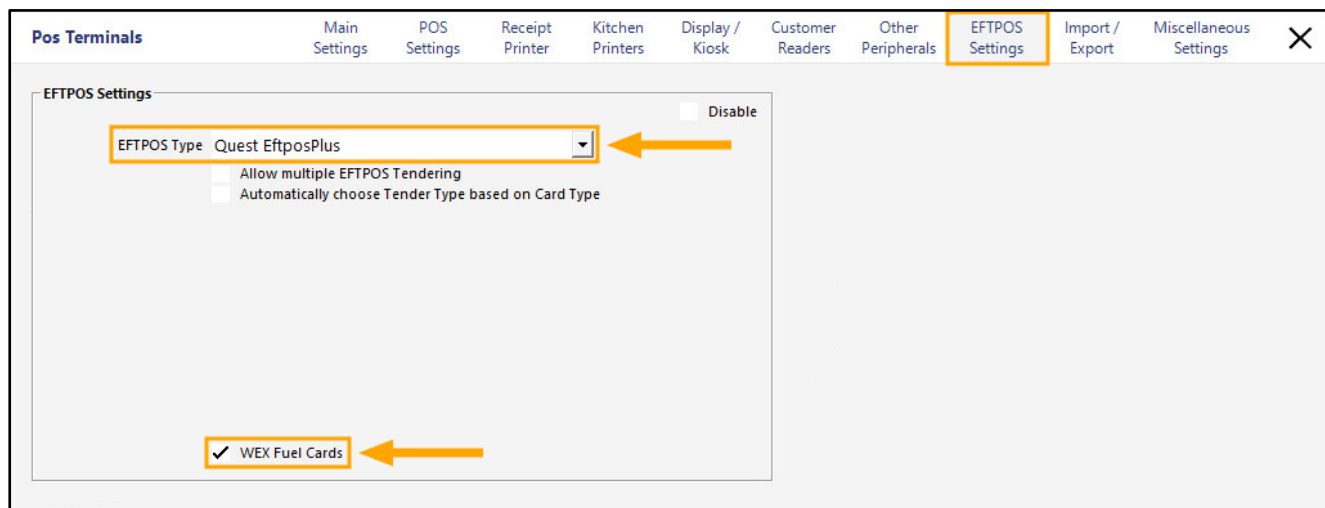 Pos Terminals
Main Settings
POS Settings
Receipt Printer
Kitchen Printers
Display / Kiosk
Customer Readers
Other Peripherals
EFTPOS Settings
Import / Export
Miscellaneous Settings
EFTPOS Settings
Disable
EFTPOS Type Quest EftposPlus
Allow multiple EFTPOS Tendering
Automatically choose Tender Type based on Card Type
WEX Fuel Cards